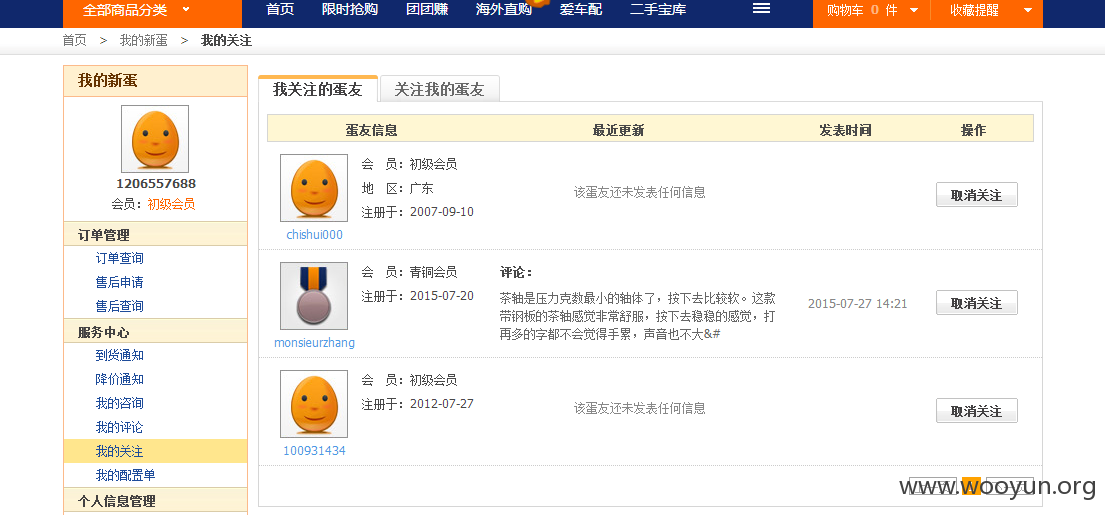 全部商品分类 首页 限时抢购 团团赚 海外直购 爱车配 二手宝库 购物车 0 件 收藏提醒
首页 > 我的新蛋 > 我的关注
我的新蛋
1206557688
会员：初级会员
订单管理
订单查询
售后申请
售后查询
服务中心
到货通知
降价通知
我的咨询
我的评论
我的关注
我的配置单
个人信息管理
我关注的蛋友 关注我的蛋友
蛋友信息 最近更新 发表时间 操作
会 员：初级会员
地 区：广东
注册于：2007-09-10
chishui000
该蛋友还未发表任何信息
取消关注
会 员：青铜会员
注册于：2015-07-20
monsieurzhang
评论：
茶轴是压力克数最小的轴体了，按下去比较软。这款
带钢板的茶轴感觉非常舒服，按下去稳稳的感觉，打
再多的字都不会觉得手累，声音也不大&#
2015-07-27 14:21
取消关注
会 员：初级会员
注册于：2012-07-27
100931434
该蛋友还未发表任何信息
取消关注
www.wooyun.org